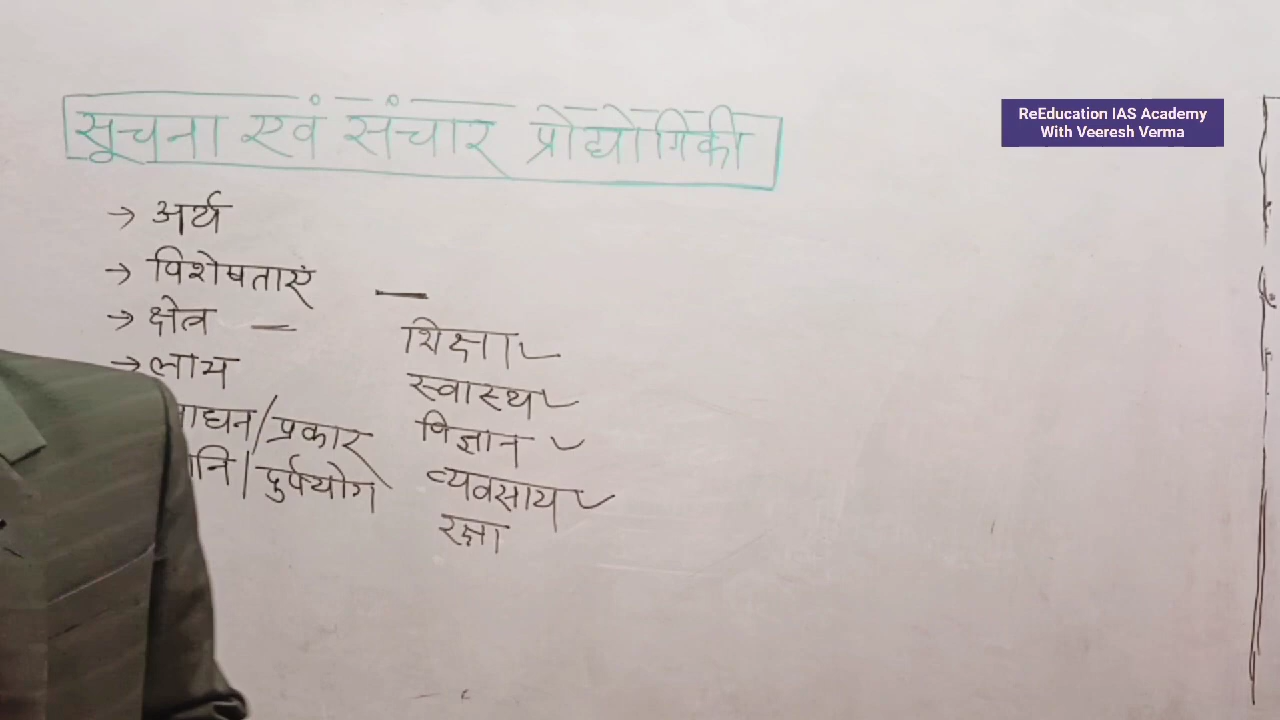 सूचना एवं संचार प्रोद्योगिकी
ReEducation IAS Academy
With Veeresh Verma
→ अर्थ
→ विशेषताएं —
→ क्षेत्र —
→ लाभ
/ प्रकार
/ दुर्पयोग
शिक्षा
स्वास्थ
विज्ञान
व्यवसाय
रक्षा